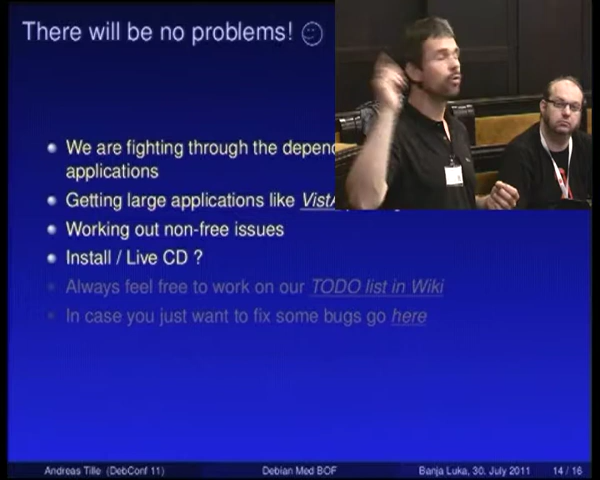 There will be no problems!
We are fighting through the
applications
Getting large applications like
Working out non-free issues
Install / Live CD ?
Always feel free to work on our TODO list in Wiki
In case you just want to fix some bugs go here
Andreas Tille (DebConf 11) Debian Med BOF Banja Luka, 30. July 2011 14 / 16